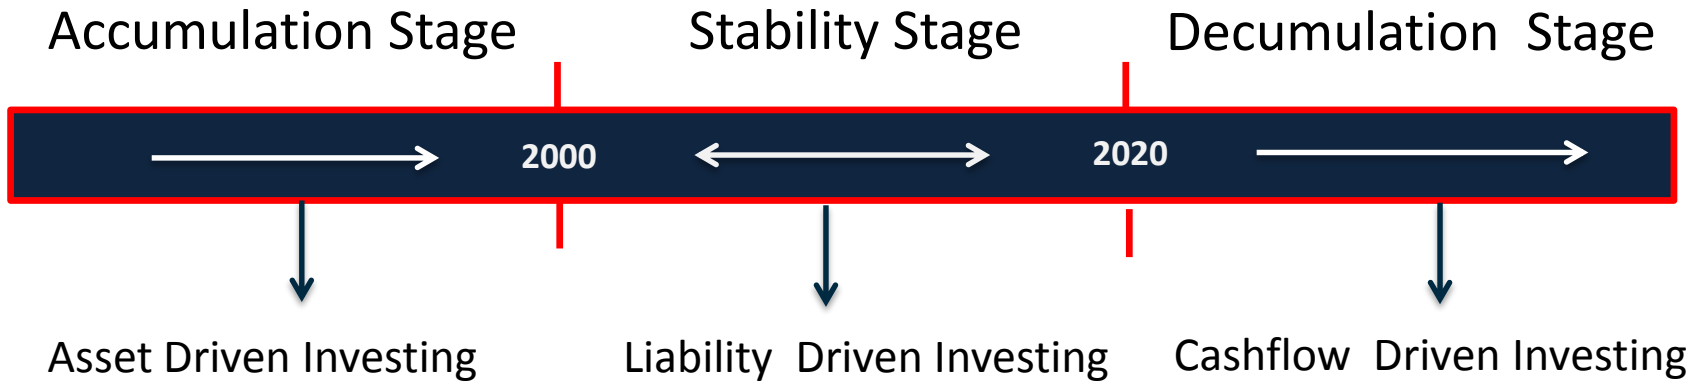 Accumulation Stage
Stability Stage
Decumulation Stage
2000
2020
Asset Driven Investing
Liability Driven Investing
Cashflow Driven Investing